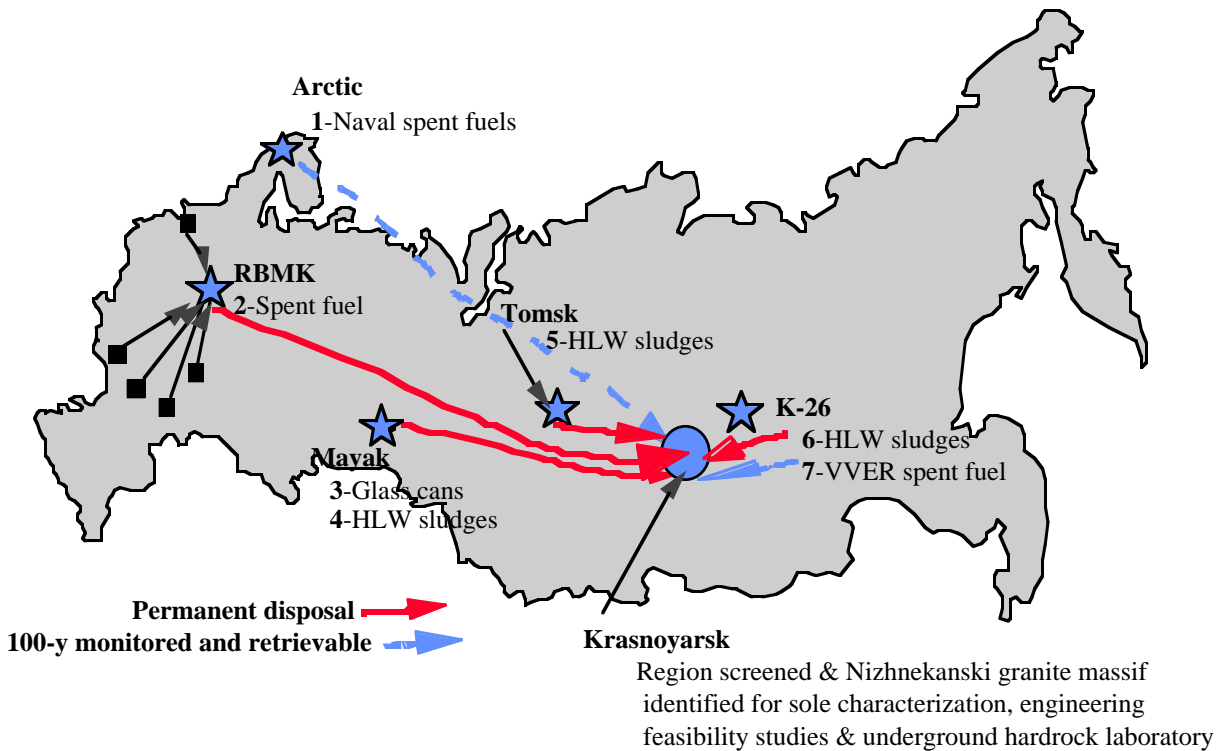 Arctic
1-Naval spent fuels
RBMK
2-Spent fuel
Tomsk
5-HLW sludges
K-26
6-HLW sludges
7-VVER spent fuel
Mayak
3-Glass cans
4-HLW sludges
Permanent disposal
100-y monitored and retrievable
Krasnoyarsk
Region screened & Nizhnekanski granite massif
identified for sole characterization, engineering
feasibility studies & underground hardrock laboratory